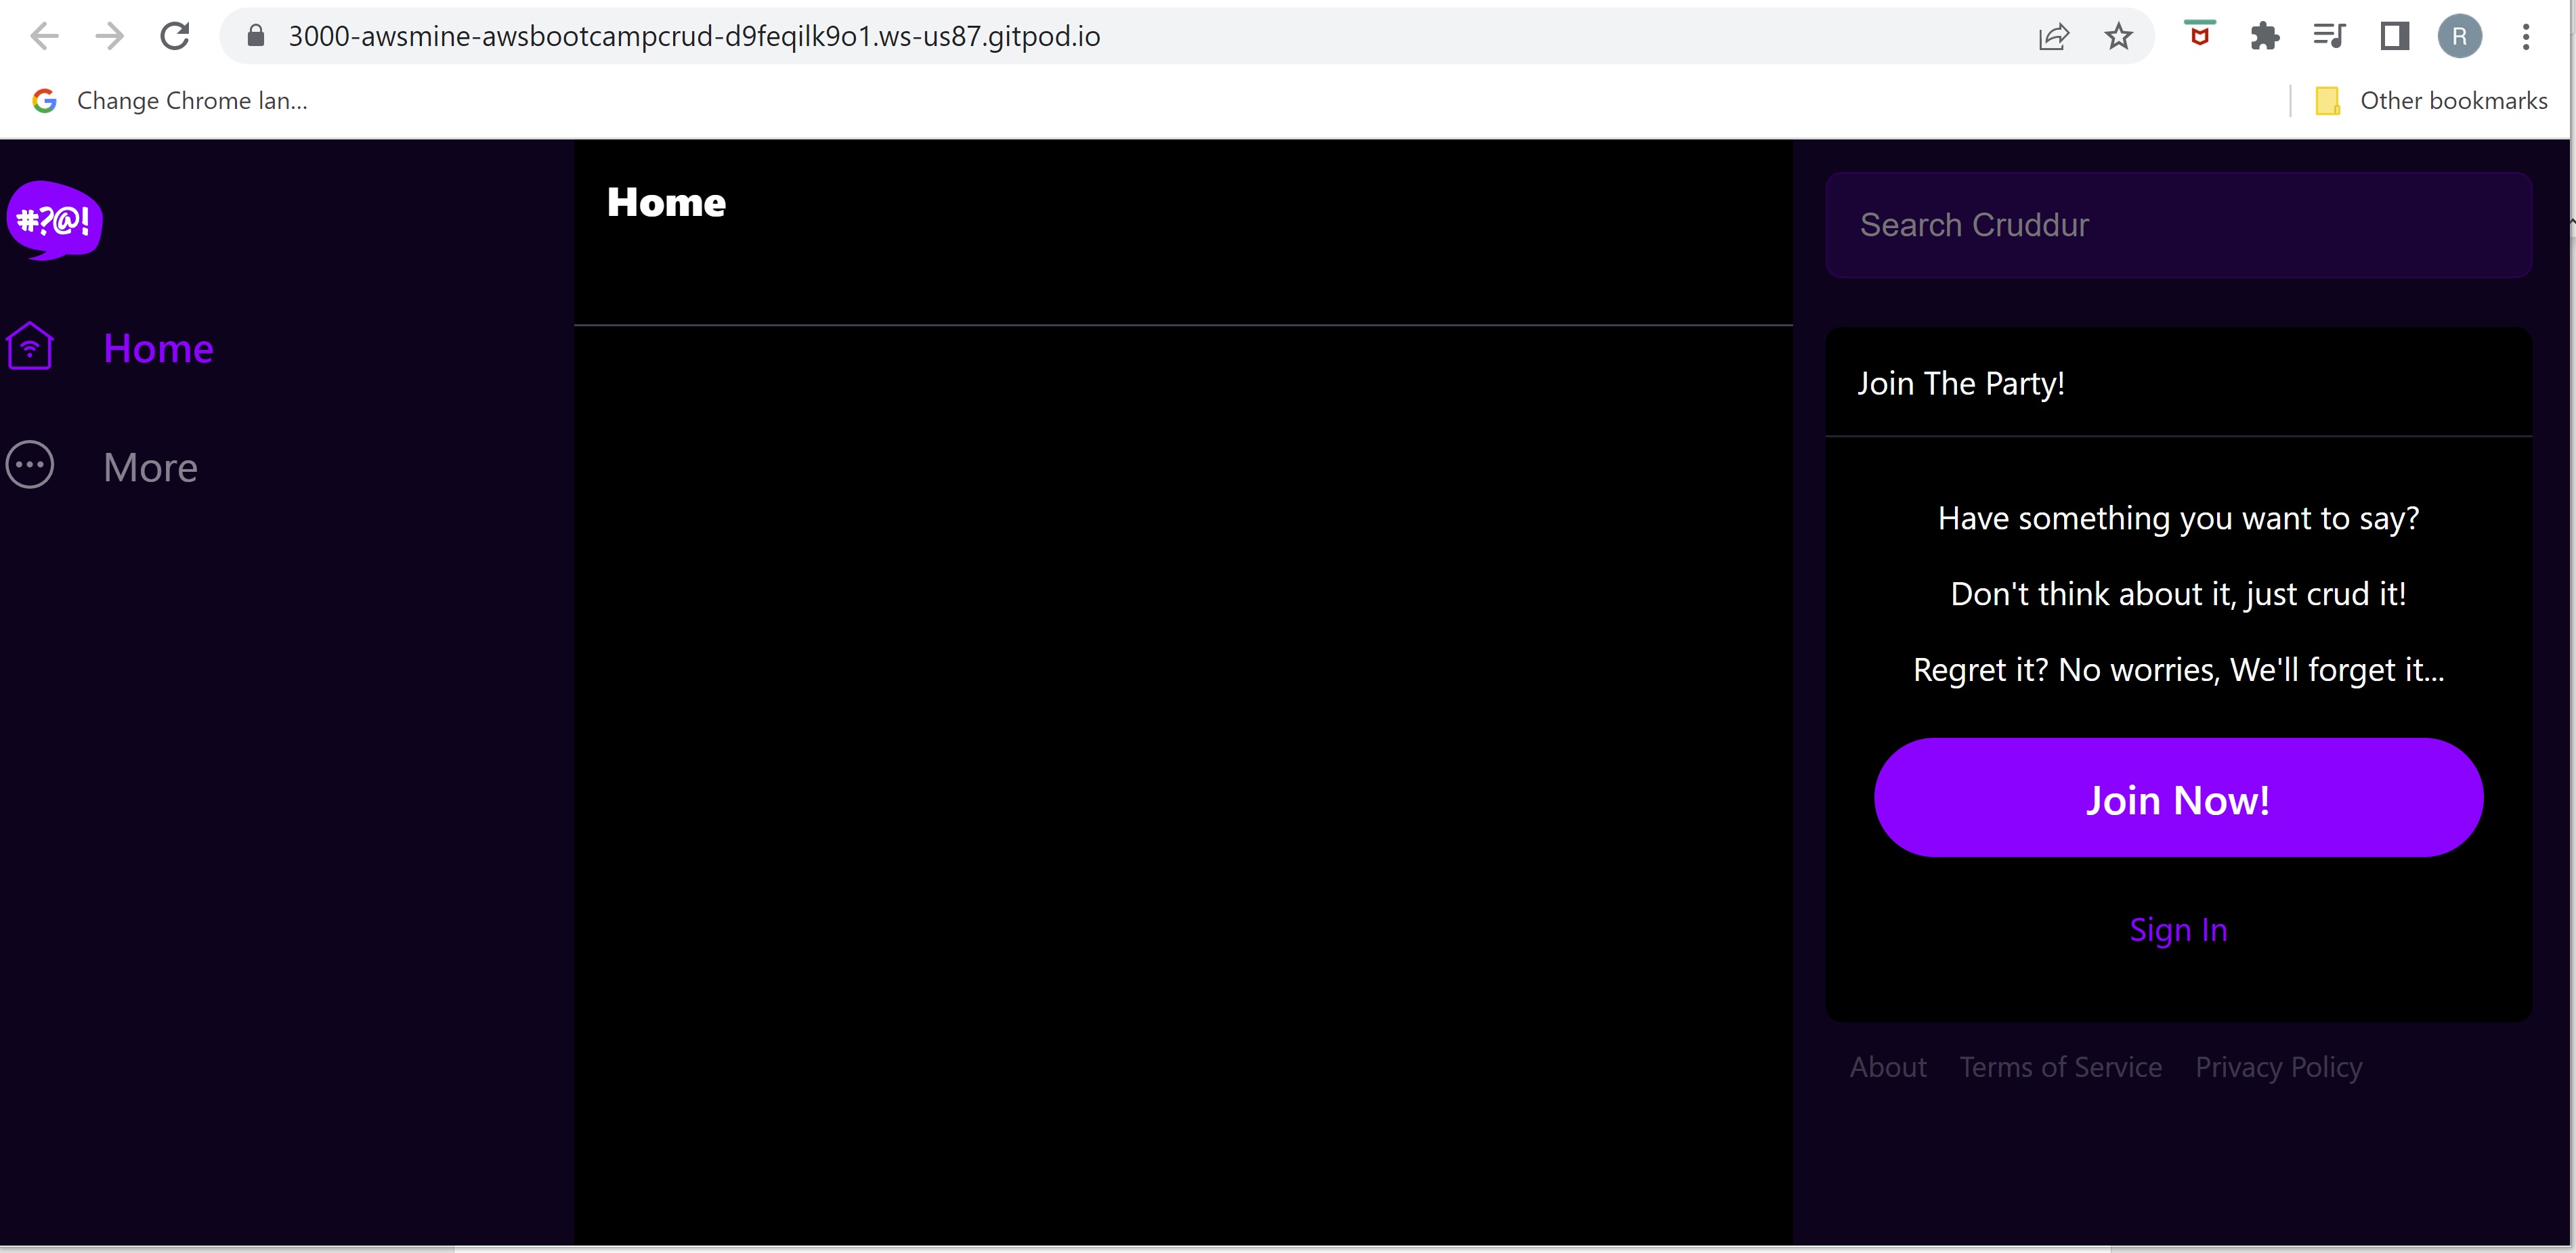 3000-awsmine-awsbootcampcrud-d9feqilk9o1.ws-us87.gitpod.io
R
Change Chrome lan...
Other bookmarks
#?@!
Home
More
Home
Search Cruddur
Join The Party!
Have something you want to say?
Don't think about it, just crud it!
Regret it? No worries, We'll forget it...
Join Now!
Sign In
About Terms of Service Privacy Policy